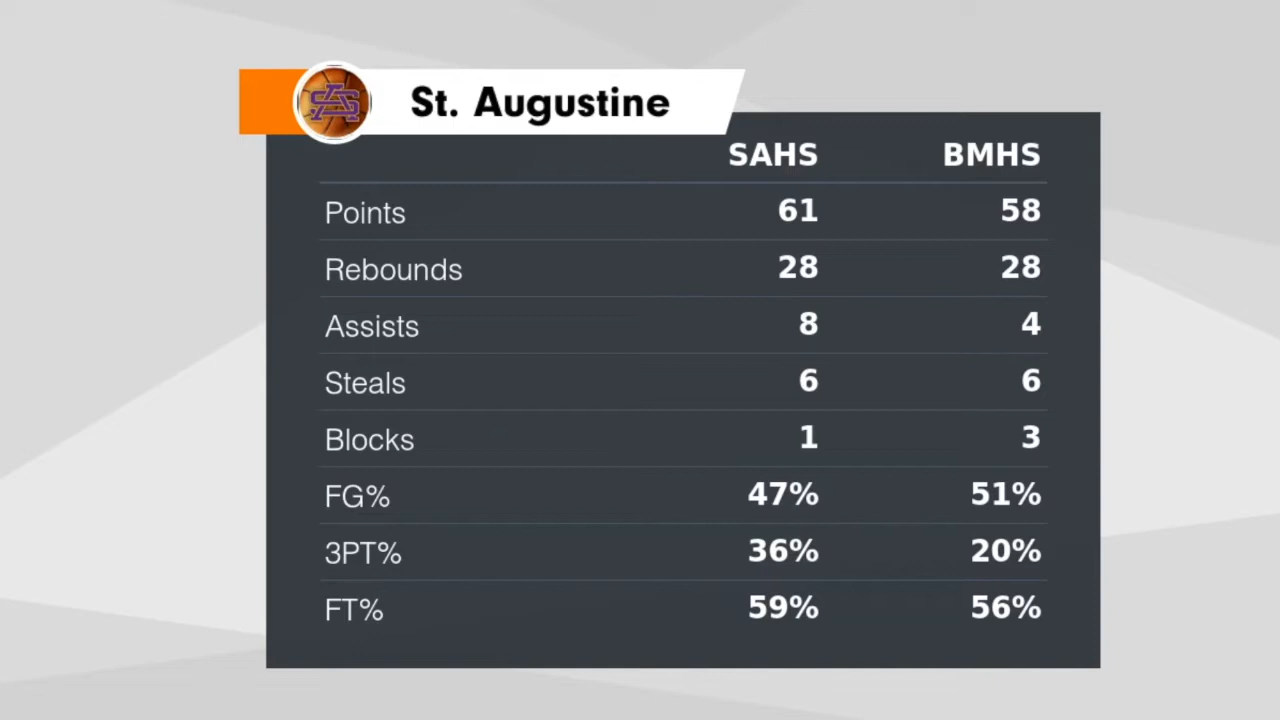 St. Augustine
SAHS BMHS
Points 61 58
Rebounds 28 28
Assists 8 4
Steals 6 6
Blocks 1 3
FG% 47% 51%
3PT% 36% 20%
FT% 59% 56%